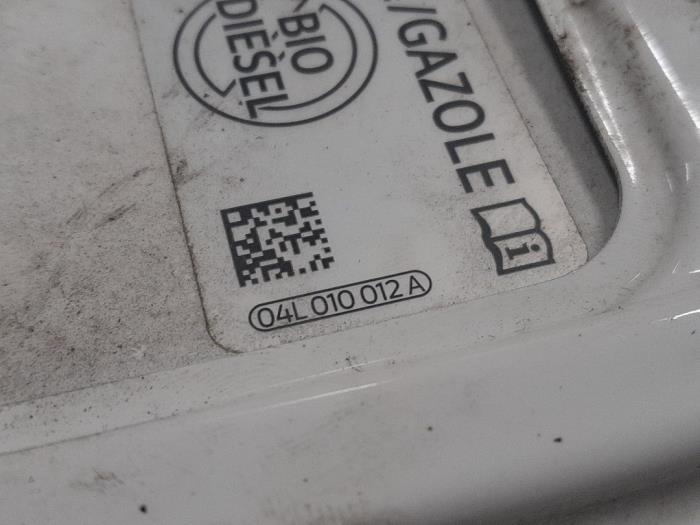 /GAZOLE
BIO
DIESEL
i
04L 010 012 A